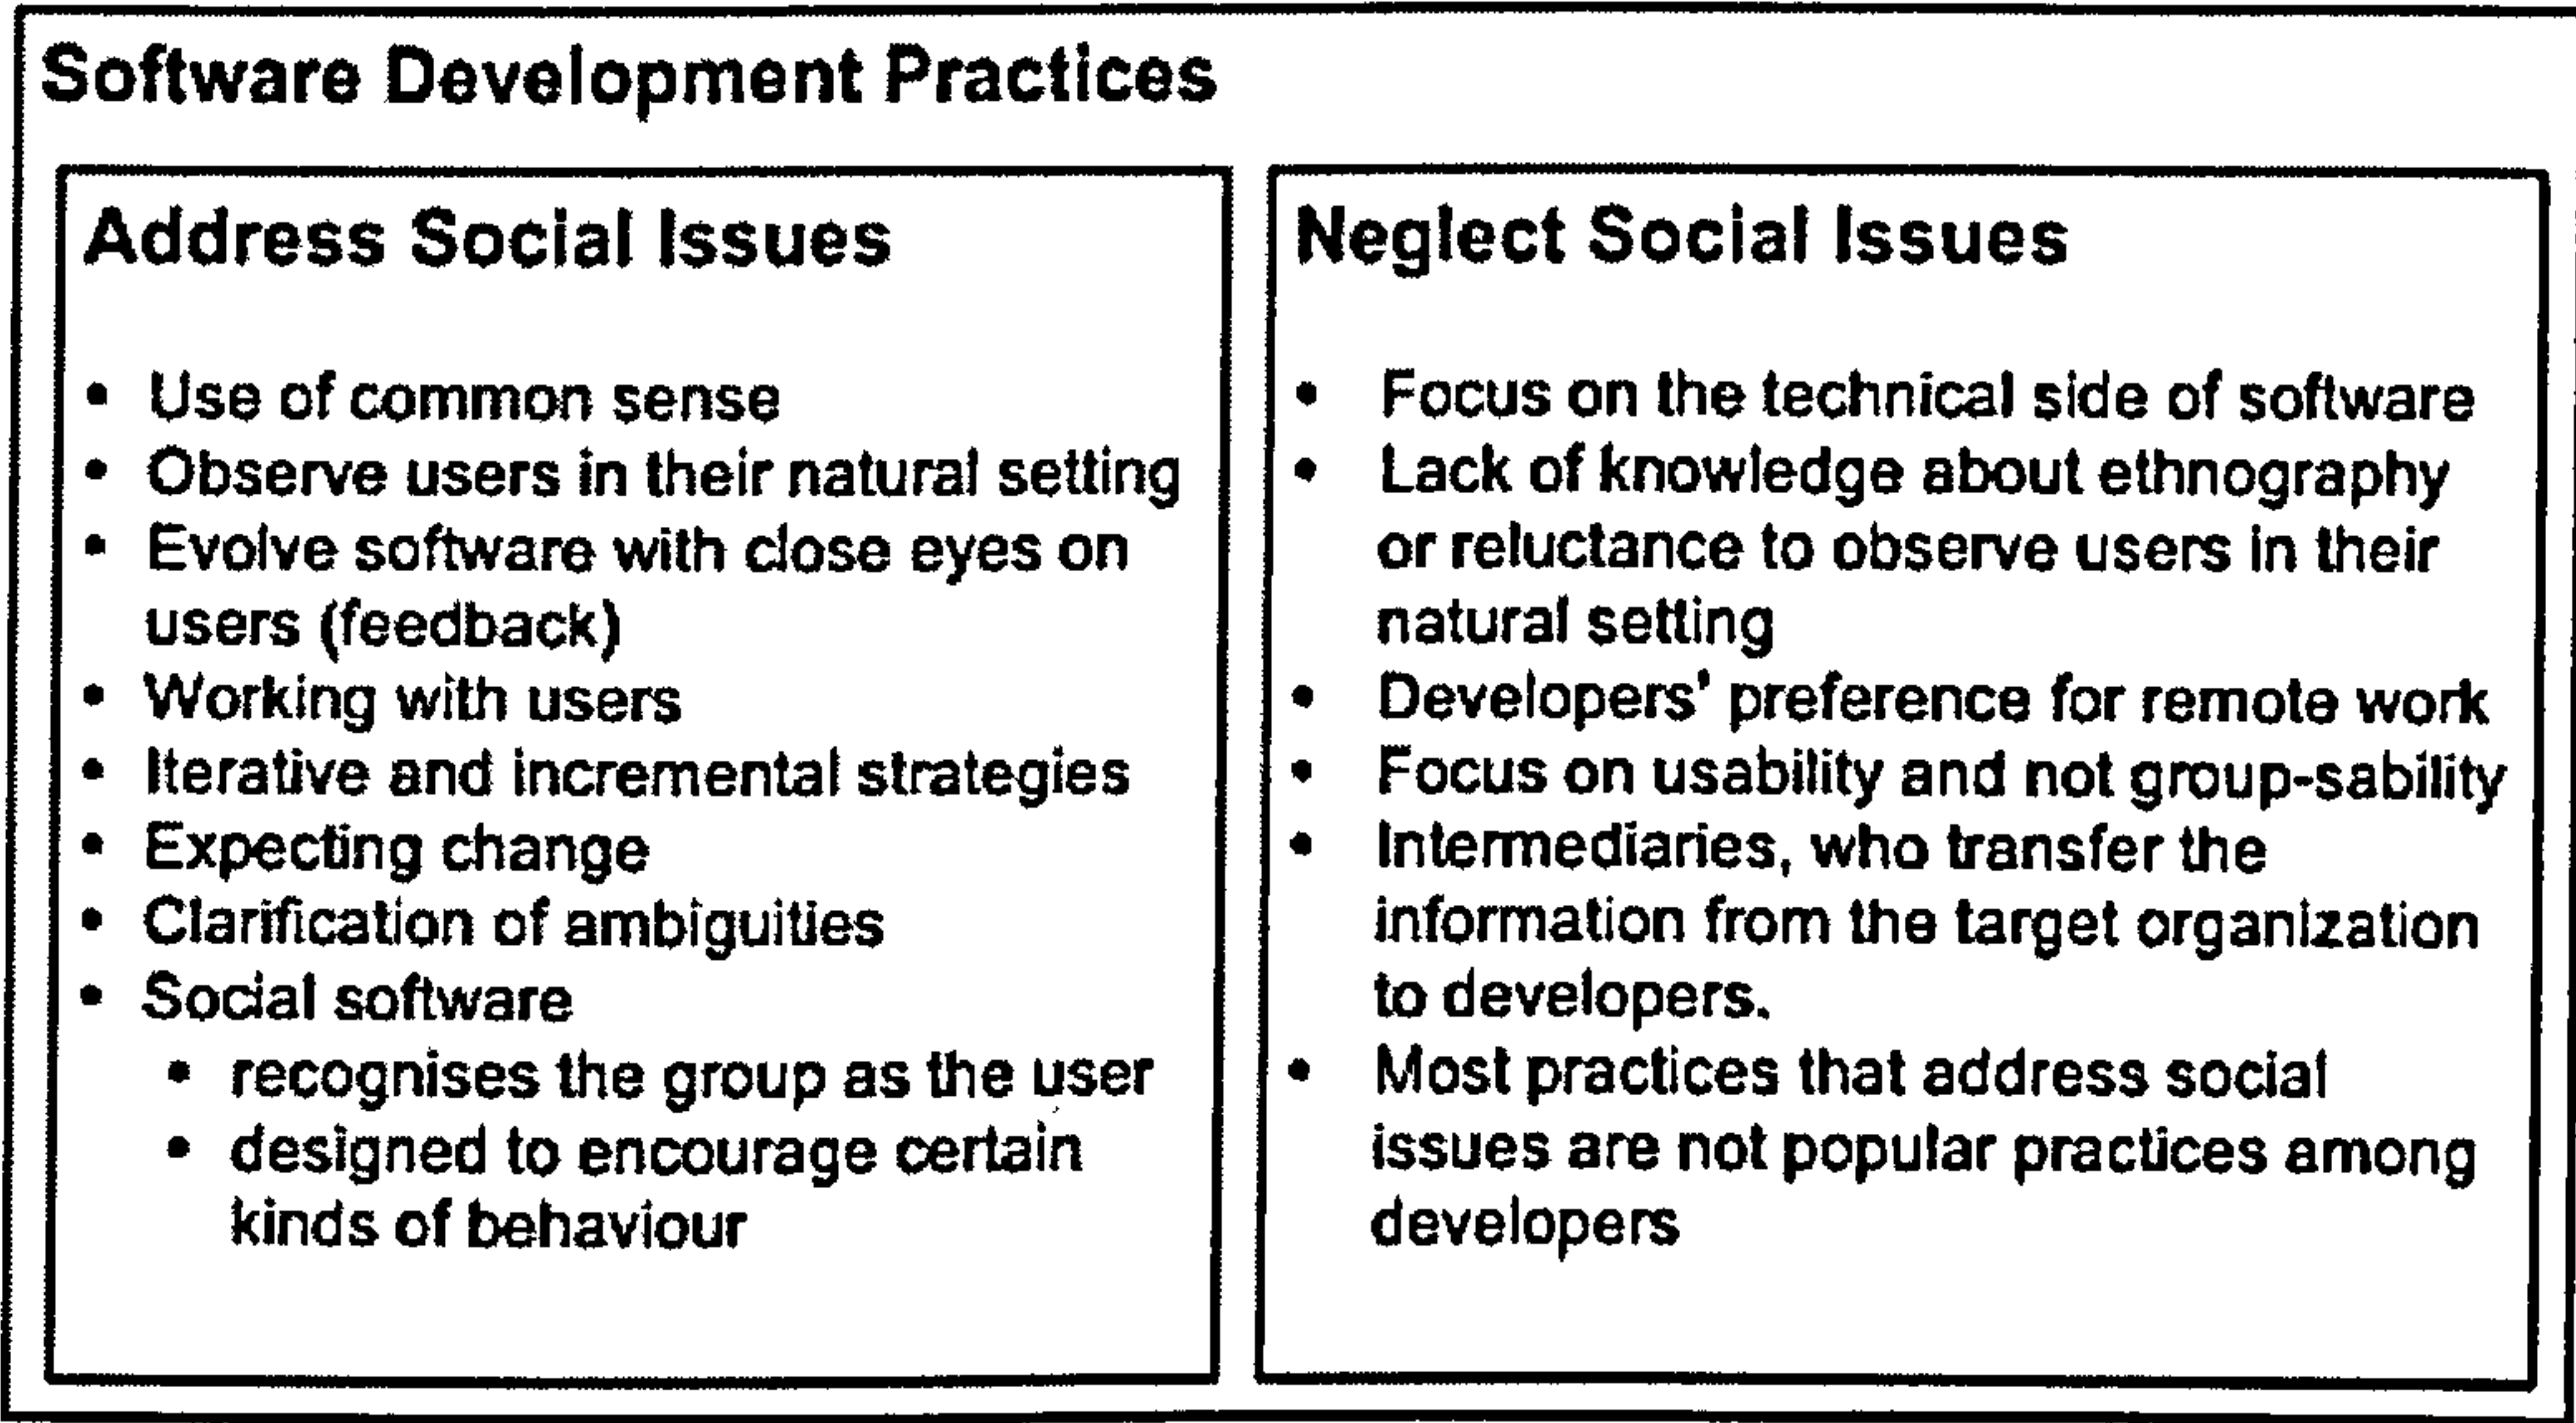 Software Development Practices
Address Social Issues
• Use of common sense
• Observe users in their natural setting
• Evolve software with close eyes on
users (feedback)
• Working with users
• Iterative and incremental strategies
• Expecting change
• Clarification of ambiguities
• Social software
• recognises the group as the user
• designed to encourage certain
kinds of behaviour
Neglect Social Issues
• Focus on the technical side of software
• Lack of knowledge about ethnography
or reluctance to observe users in their
natural setting
• Developers' preference for remote work
• Focus on usability and not group-sability
• Intermediaries, who transfer the
information from the target organization
to developers.
• Most practices that address social
issues are not popular practices among
developers